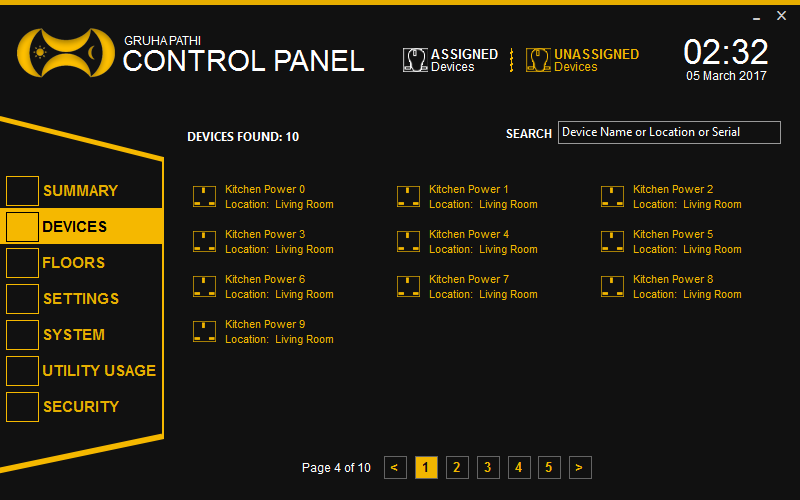 GRUHAPATHI
CONTROL PANEL
ASSIGNED
Devices
UNASSIGNED
Devices
02:32
05 March 2017
DEVICES FOUND: 10
SEARCH
Device Name or Location or Serial
SUMMARY
DEVICES
FLOORS
SETTINGS
SYSTEM
UTILITY USAGE
SECURITY
Kitchen Power 0
Location: Living Room
Kitchen Power 1
Location: Living Room
Kitchen Power 2
Location: Living Room
Kitchen Power 3
Location: Living Room
Kitchen Power 4
Location: Living Room
Kitchen Power 5
Location: Living Room
Kitchen Power 6
Location: Living Room
Kitchen Power 7
Location: Living Room
Kitchen Power 8
Location: Living Room
Kitchen Power 9
Location: Living Room
Page 4 of 10 < 1 2 3 4 5 >